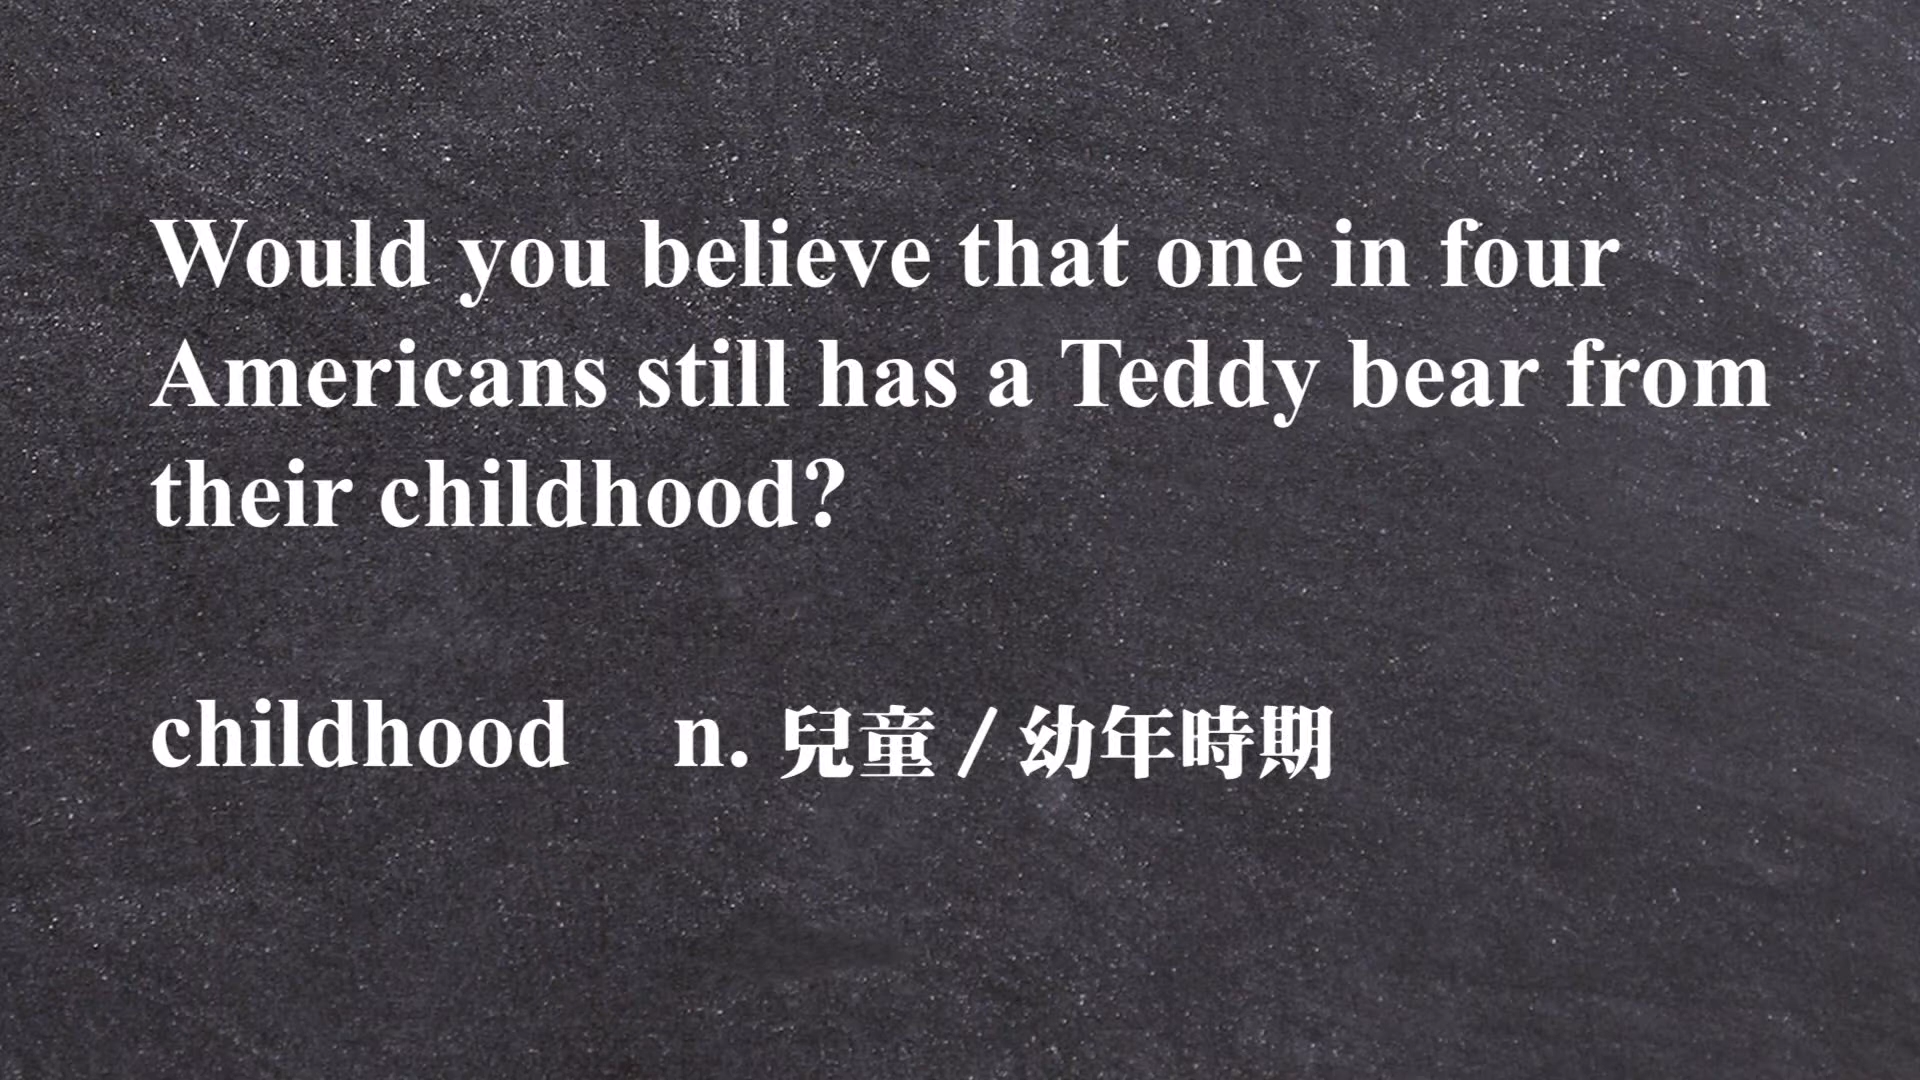 Would you believe that one in four
Americans still has a Teddy bear from
their childhood?
childhood n. 兒童 / 幼年時期